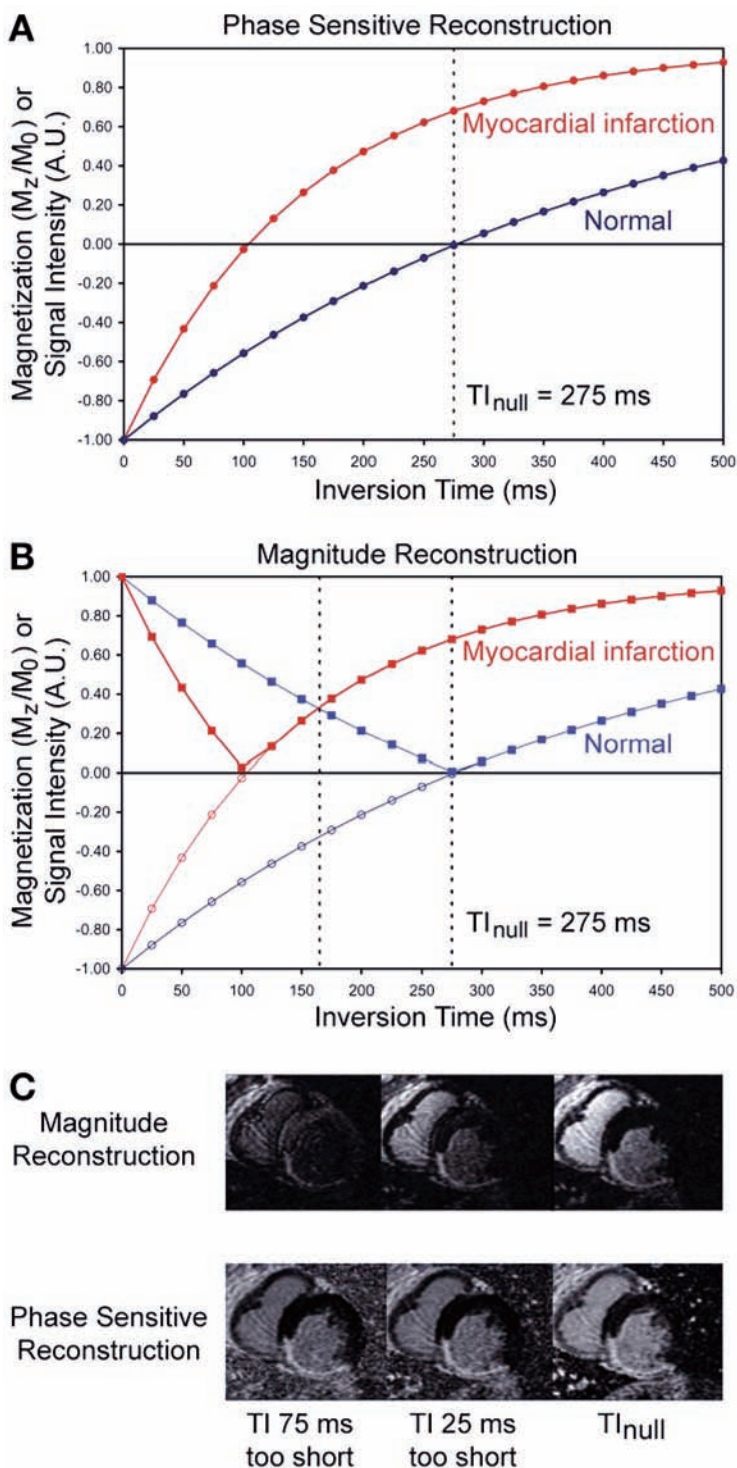 A
Phase Sensitive Reconstruction
Magnetization (Mz/M0) or
Signal Intensity (A.U.)
1.00
0.80
0.60
0.40
0.20
0.00
0.20
-0.40
-0.60
-0.80
-1.00
Myocardial infarction
Normal
TInull = 275 ms
0 50 100 150 200 250 300 350 400 450 500
Inversion Time (ms)
B
Magnitude Reconstruction
Magnetization (Mz/M0) or
Signal Intensity (A.U.)
1.00
0.80
0.60
0.40
0.20
0.00
-0.20
-0.40
-0.60
-0.80
-1.00
Myocardial infarction
Normal
TInull = 275 ms
0 50 100 150 200 250 300 350 400 450 500
Inversion Time (ms)
C
Magnitude
Reconstruction
Phase Sensitive
Reconstruction
TI 75 ms
too short
TI 25 ms
too short
TInull